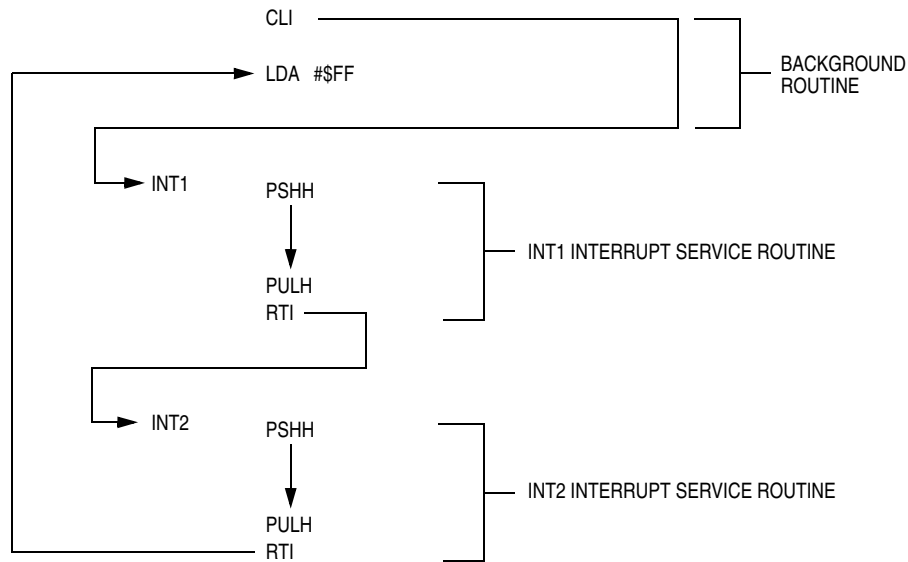 CLI
LDA #$FF
BACKGROUND
ROUTINE
INT1
PSHH
INT1 INTERRUPT SERVICE ROUTINE
PULH
RTI
INT2
PSHH
INT2 INTERRUPT SERVICE ROUTINE
PULH
RTI